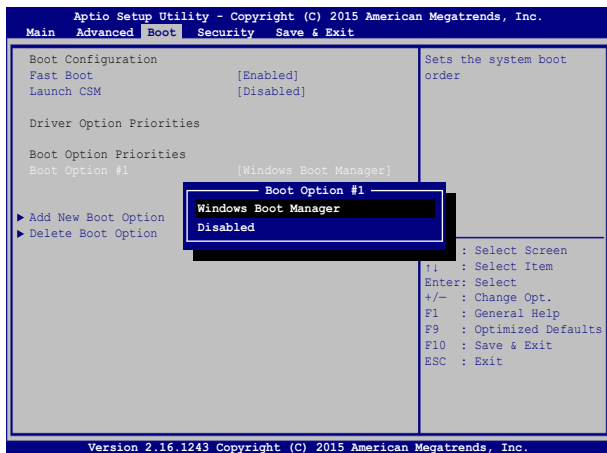 Aptio Setup Utility - Copyright (C) 2015 American Megatrends, Inc.
Main Advanced Boot Security Save & Exit
Boot Configuration
Fast Boot [Enabled]
Launch CSM [Disabled]
Driver Option Priorities
Boot Option Priorities
Boot Option #1 [Windows Boot Manager]
Add New Boot Option
Delete Boot Option
Boot Option #1
Windows Boot Manager
Disabled
Sets the system boot
order
: Select Screen
↑↓ : Select Item
Enter: Select
+/— : Change Opt.
F1 : General Help
F9 : Optimized Defaults
F10 : Save & Exit
ESC : Exit
Version 2.16.1243 Copyright (C) 2015 American Megatrends, Inc.